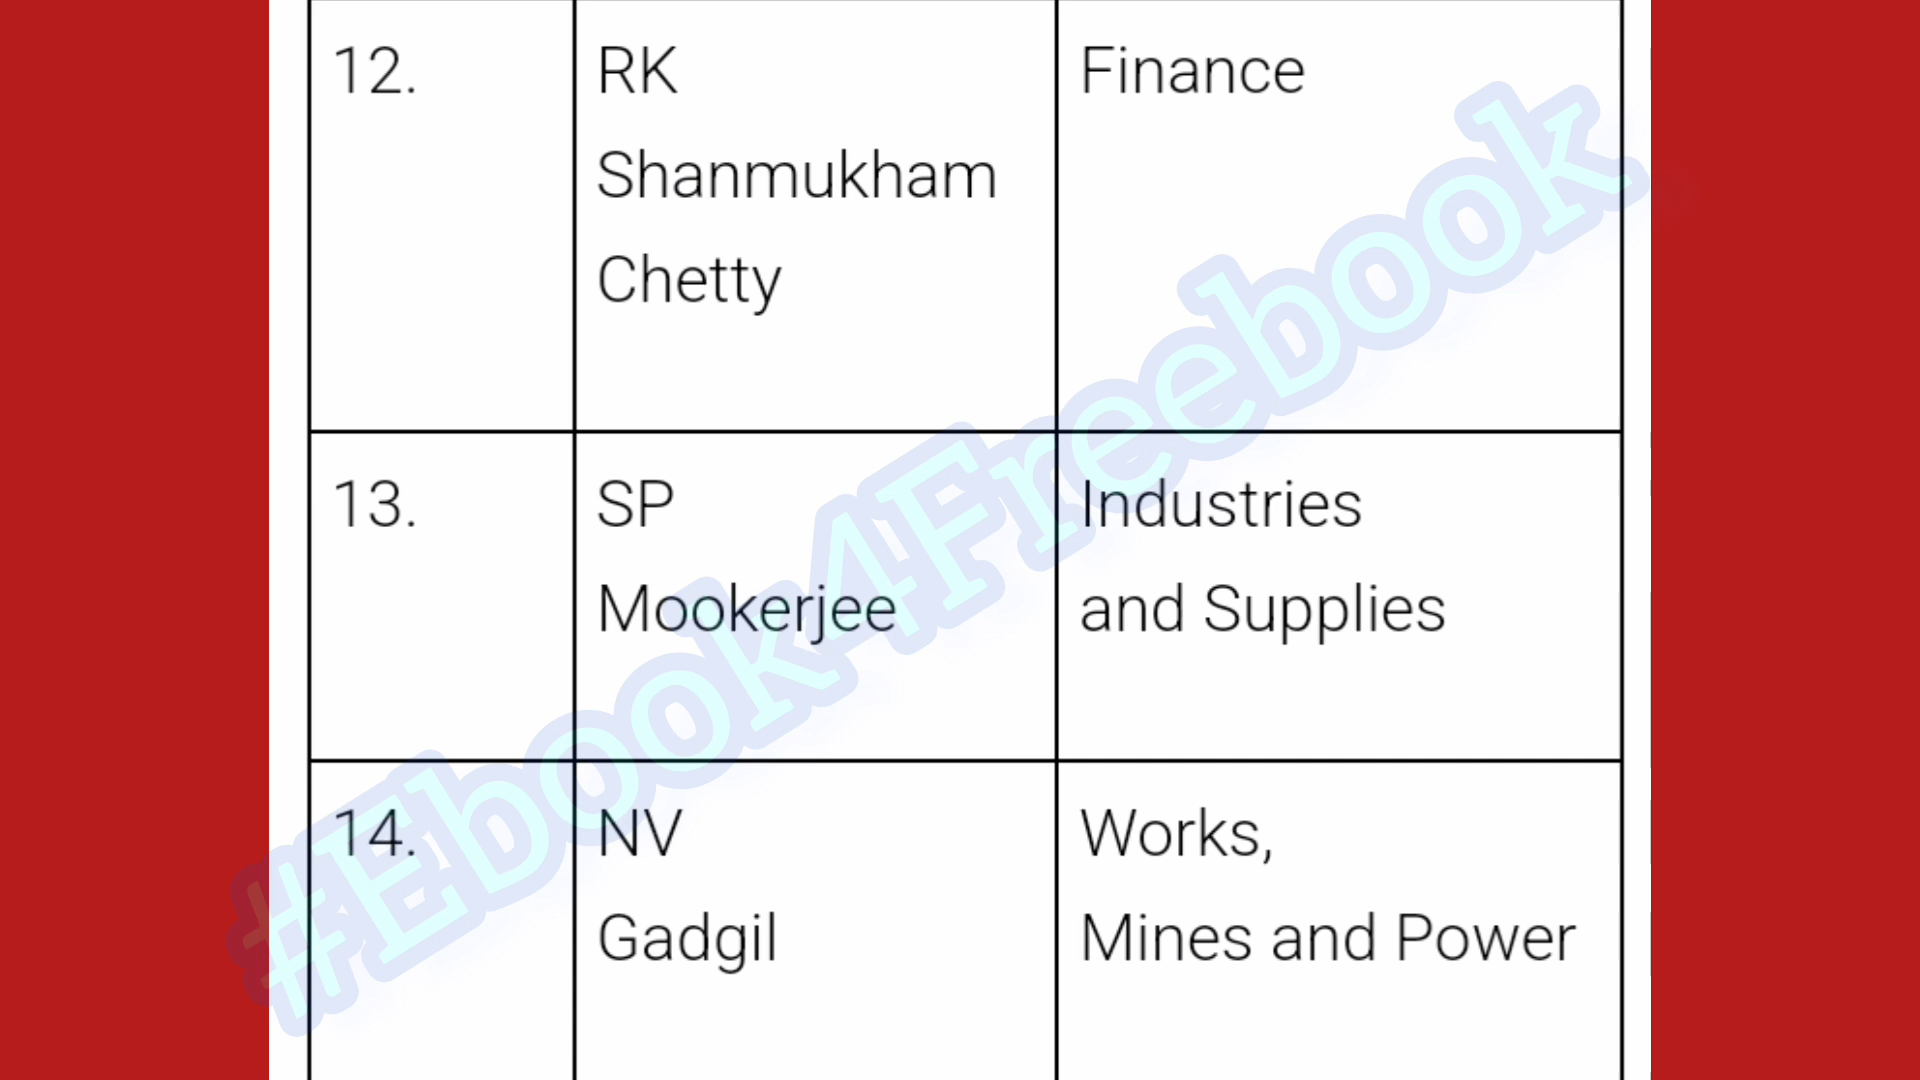 12.
RK
Shanmukham
Chetty
Finance
13.
SP
Mookerjee
Industries
and Supplies
14.
NV
Gadgil
Works,
Mines and Power
#Ebook4Freebook